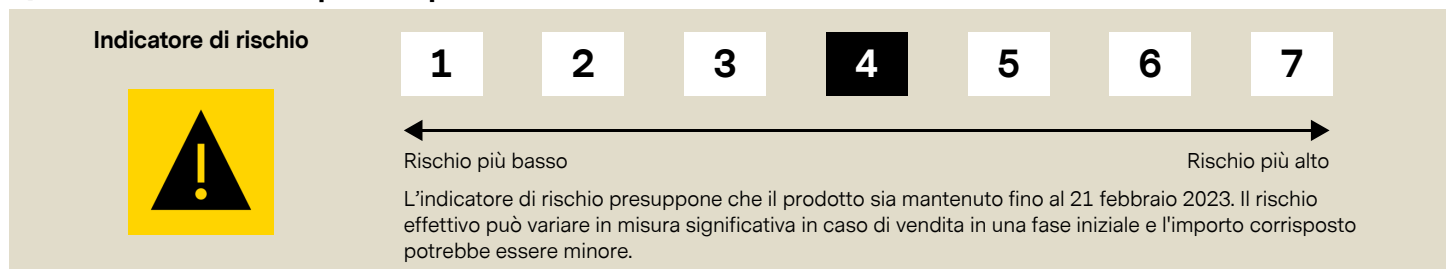 Indicatore di rischio
1 2 3 4 5 6 7
Rischio più basso Rischio più alto
L'indicatore di rischio presuppone che il prodotto sia mantenuto fino al 21 febbraio 2023. Il rischio
effettivo può variare in misura significativa in caso di vendita in una fase iniziale e l'importo corrisposto
potrebbe essere minore.